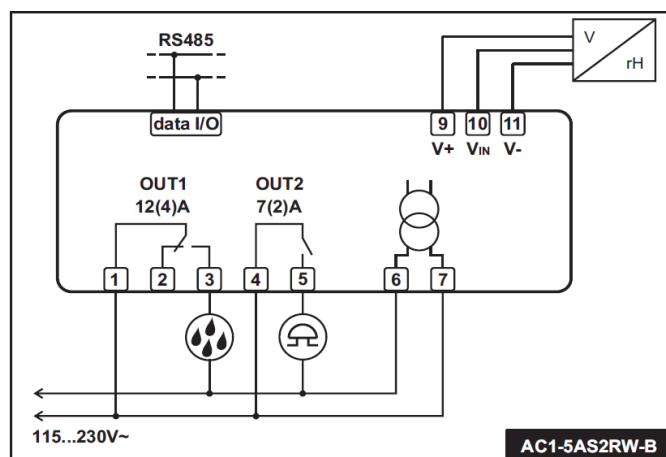 RS485
V
rH
data I/O
9 10 11
V+ VIN V-
OUT1 OUT2
12(4)A 7(2)A
1 2 3 4 5 6 7
115...230V~
AC1-5AS2RW-B